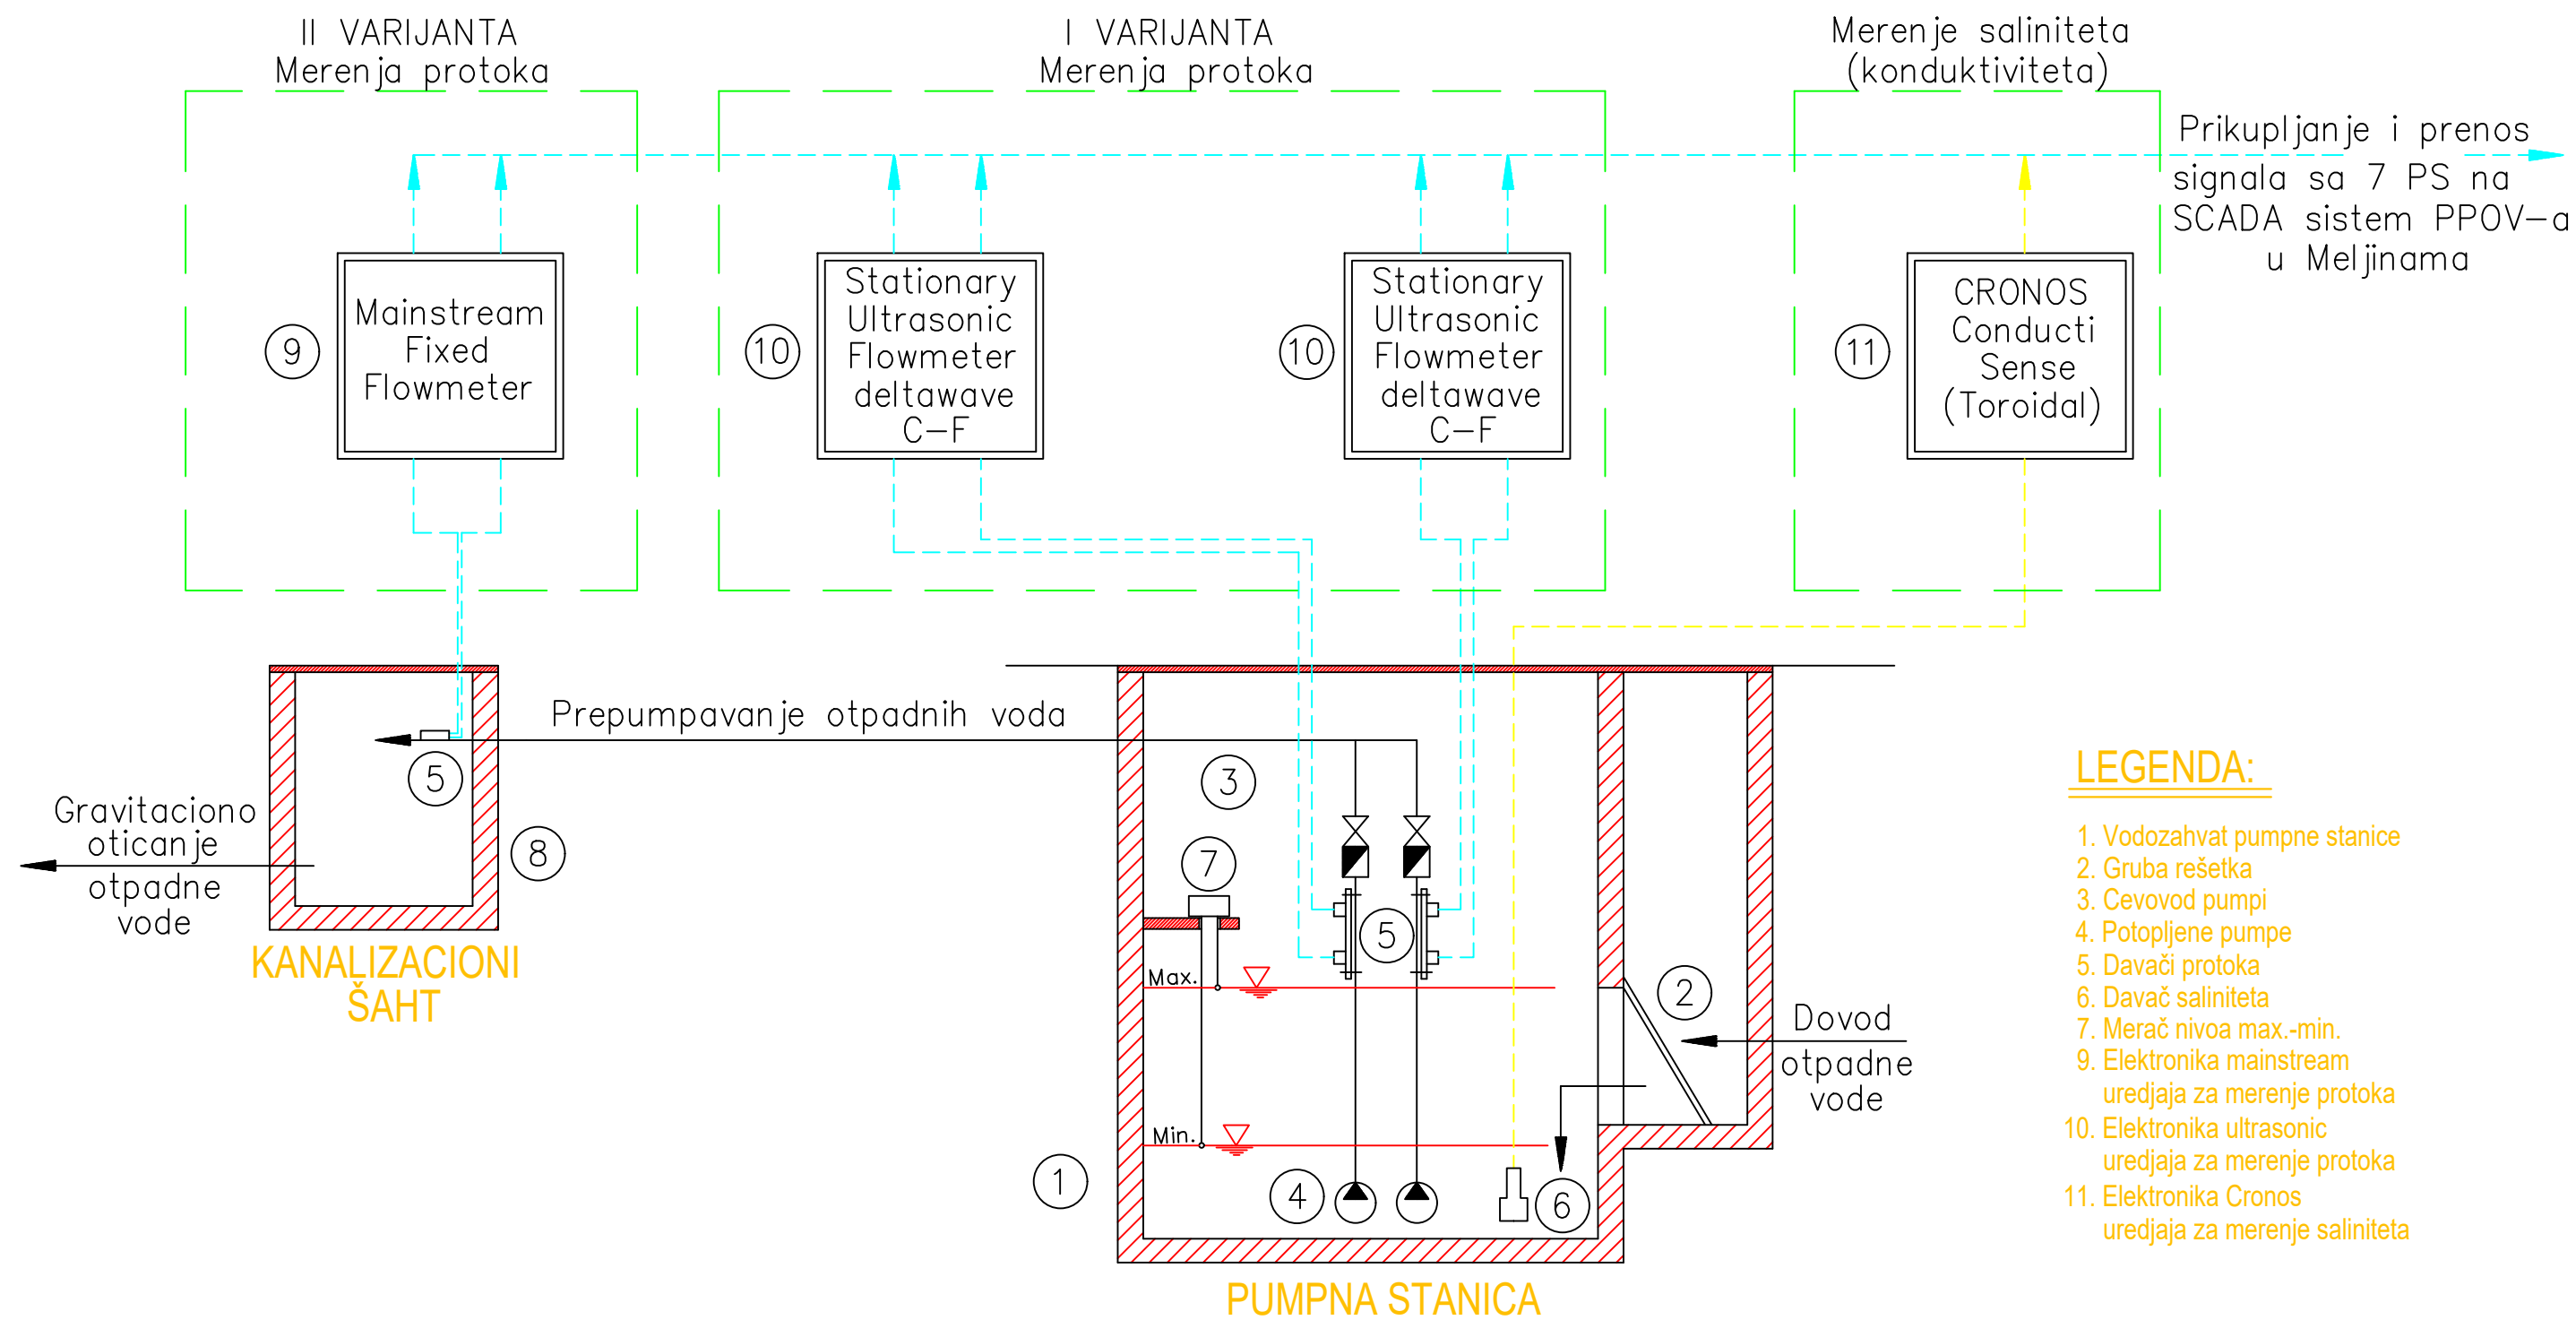 II VARIJANTA
Merenja protoka
I VARIJANTA
Merenja protoka
Merenje saliniteta
(konduktiviteta)
Prikupljanje i prenos
signala sa 7 PS na
SCADA sistem PPOV-a
u Meljinama
9
Mainstream
Fixed
Flowmeter
10
Stationary
Ultrasonic
Flowmeter
deltawave
C-F
10
Stationary
Ultrasonic
Flowmeter
deltawave
C-F
11
CRONOS
Conducti
Sense
(Toroidal)
Prepumpavanje otpadnih voda
5
3
Gravitaciono
oticanje
otpadne
vode
8
7
5
KANALIZACIONI
ŠAHT
Max.
2
Dovod
otpadne
vode
Min.
1
4
6
PUMPNA STANICA
LEGENDA:
1. Vodozahvat pumpne stanice
2. Gruba rešetka
3. Cevovod pumpi
4. Potopljene pumpe
5. Davači protoka
6. Davač saliniteta
7. Merač nivoa max.-min.
9. Elektronika mainstream
uredjaja za merenje protoka
10. Elektronika ultrasonic
uredjaja za merenje protoka
11. Elektronika Cronos
uredjaja za merenje saliniteta